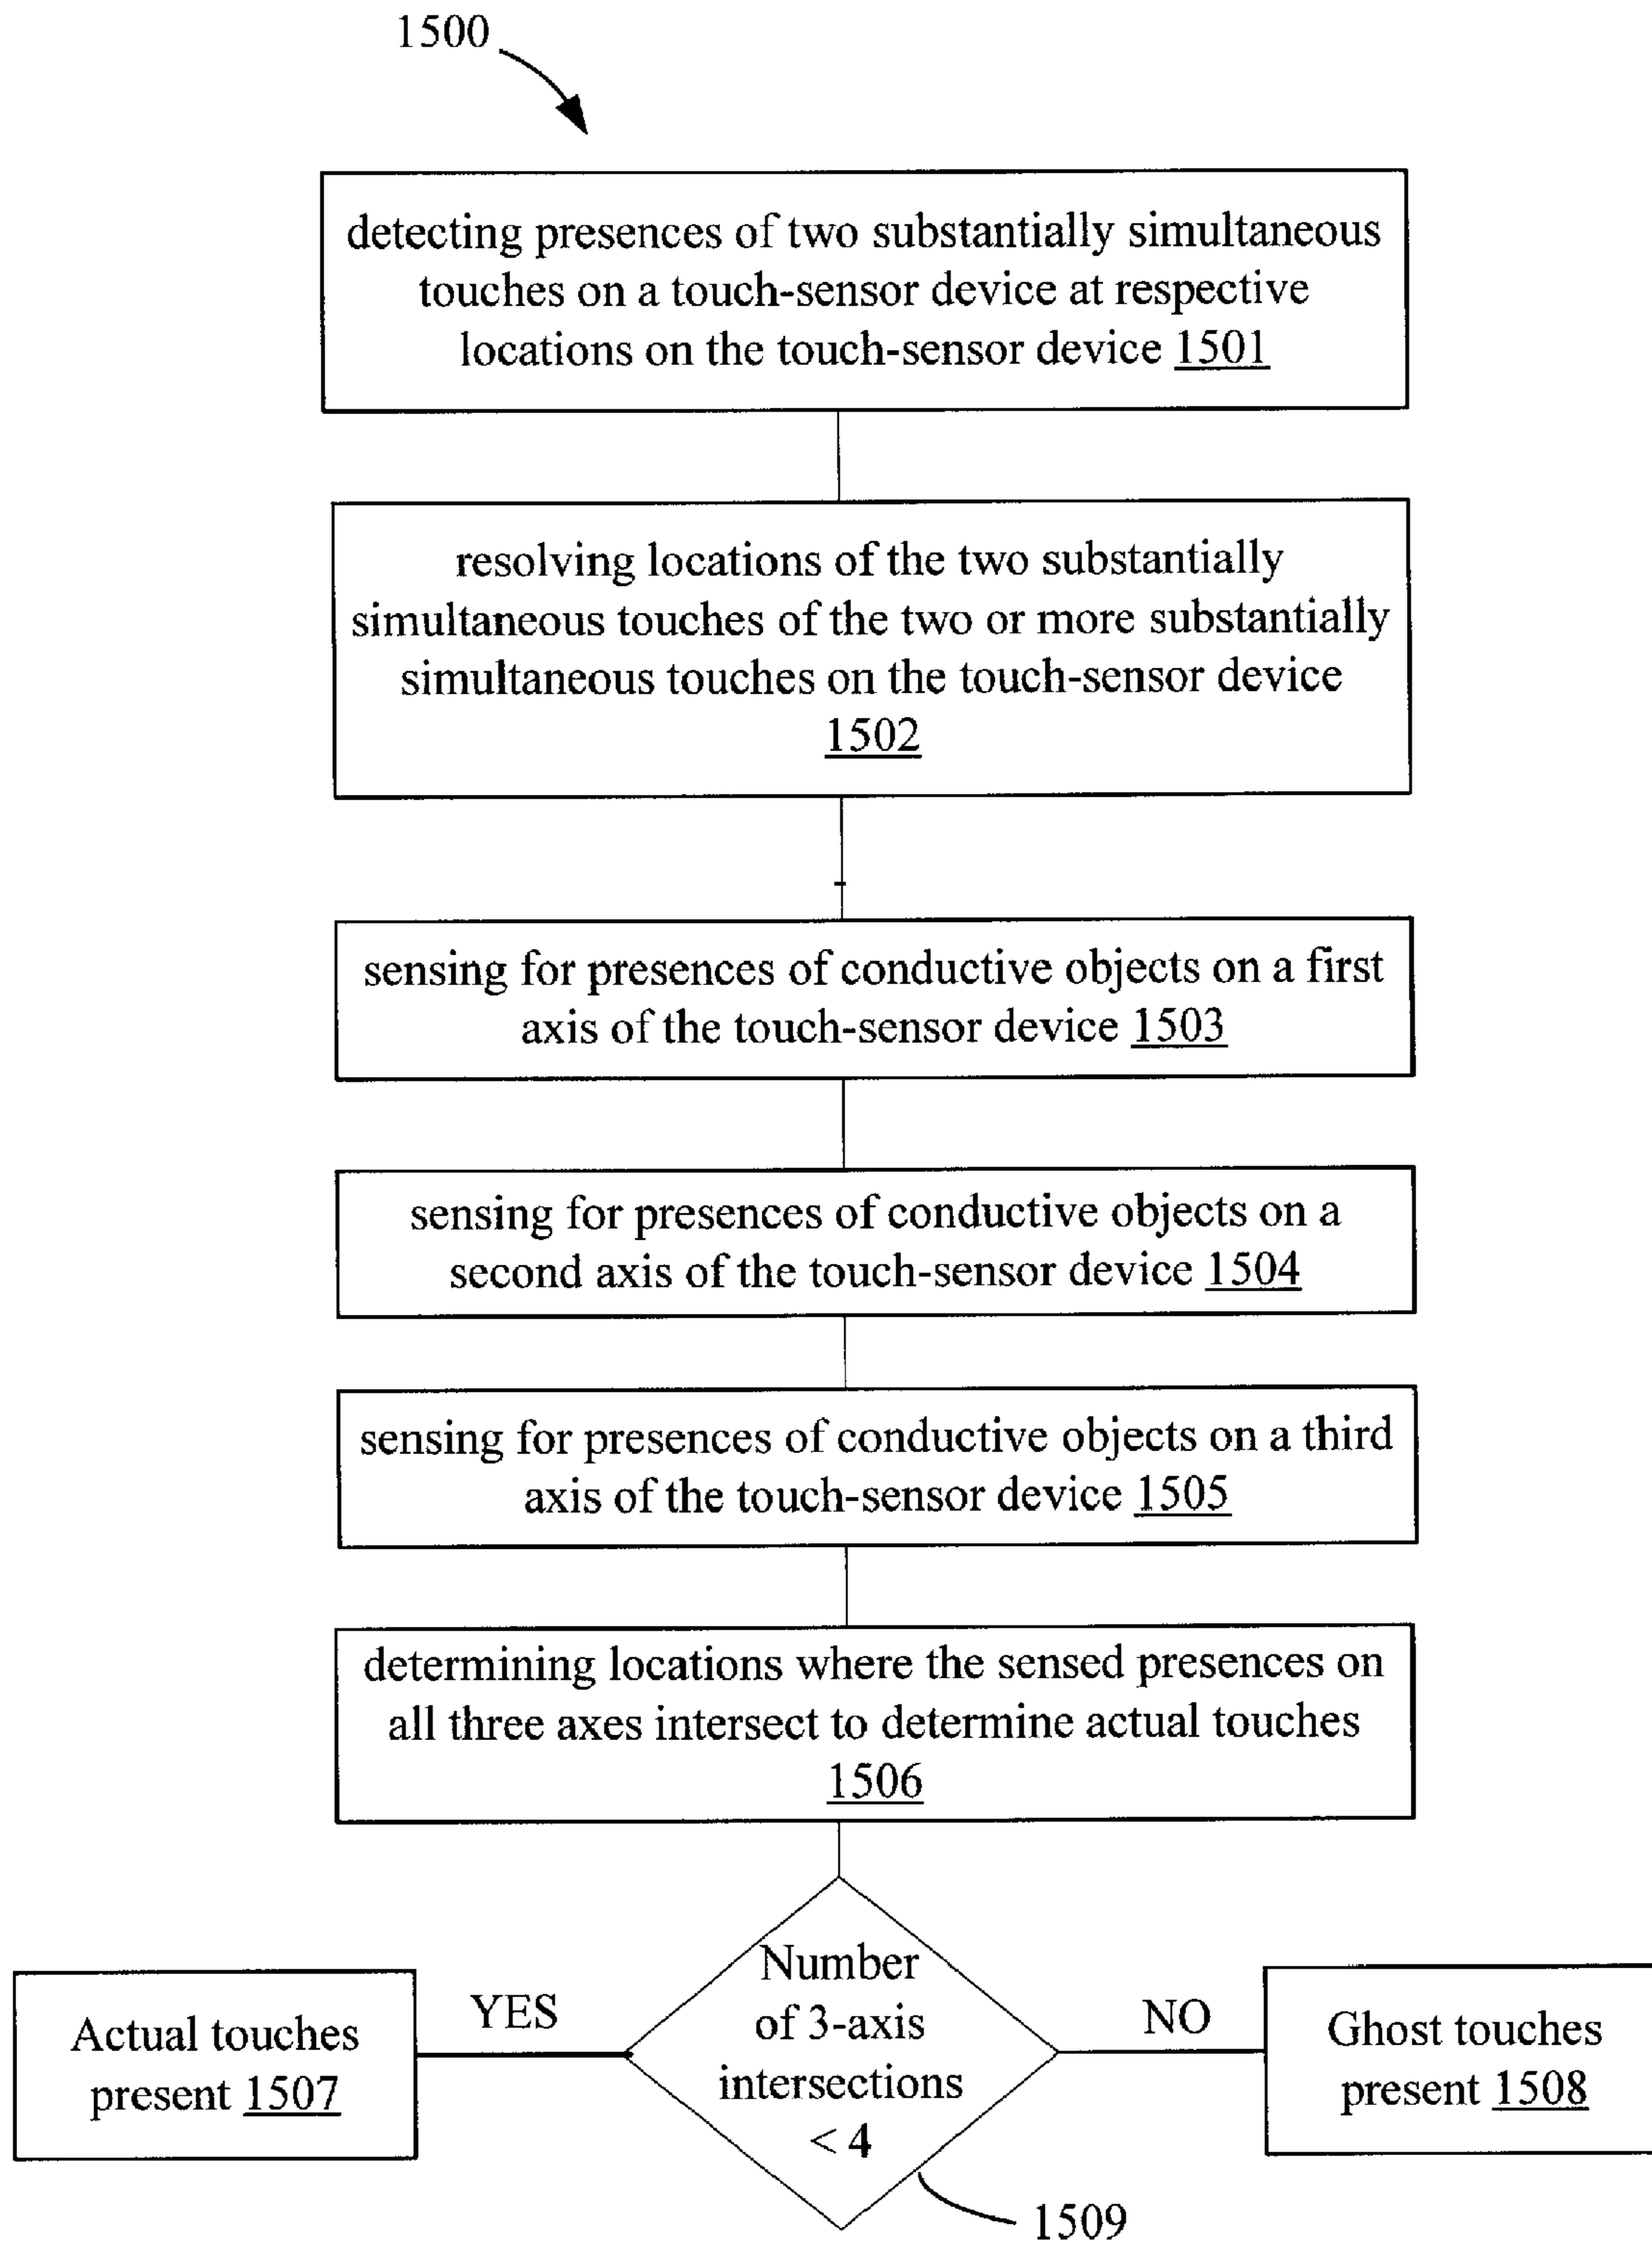 1500
detecting presences of two substantially simultaneous
touches on a touch-sensor device at respective
locations on the touch-sensor device 1501
resolving locations of the two substantially
simultaneous touches of the two or more substantially
simultaneous touches on the touch-sensor device
1502
sensing for presences of conductive objects on a first
axis of the touch-sensor device 1503
sensing for presences of conductive objects on a
second axis of the touch-sensor device 1504
sensing for presences of conductive objects on a third
axis of the touch-sensor device 1505
determining locations where the sensed presences on
all three axes intersect to determine actual touches
1506
Number
of 3-axis
intersections
< 4
YES
NO
Actual touches
present 1507
Ghost touches
present 1508
1509